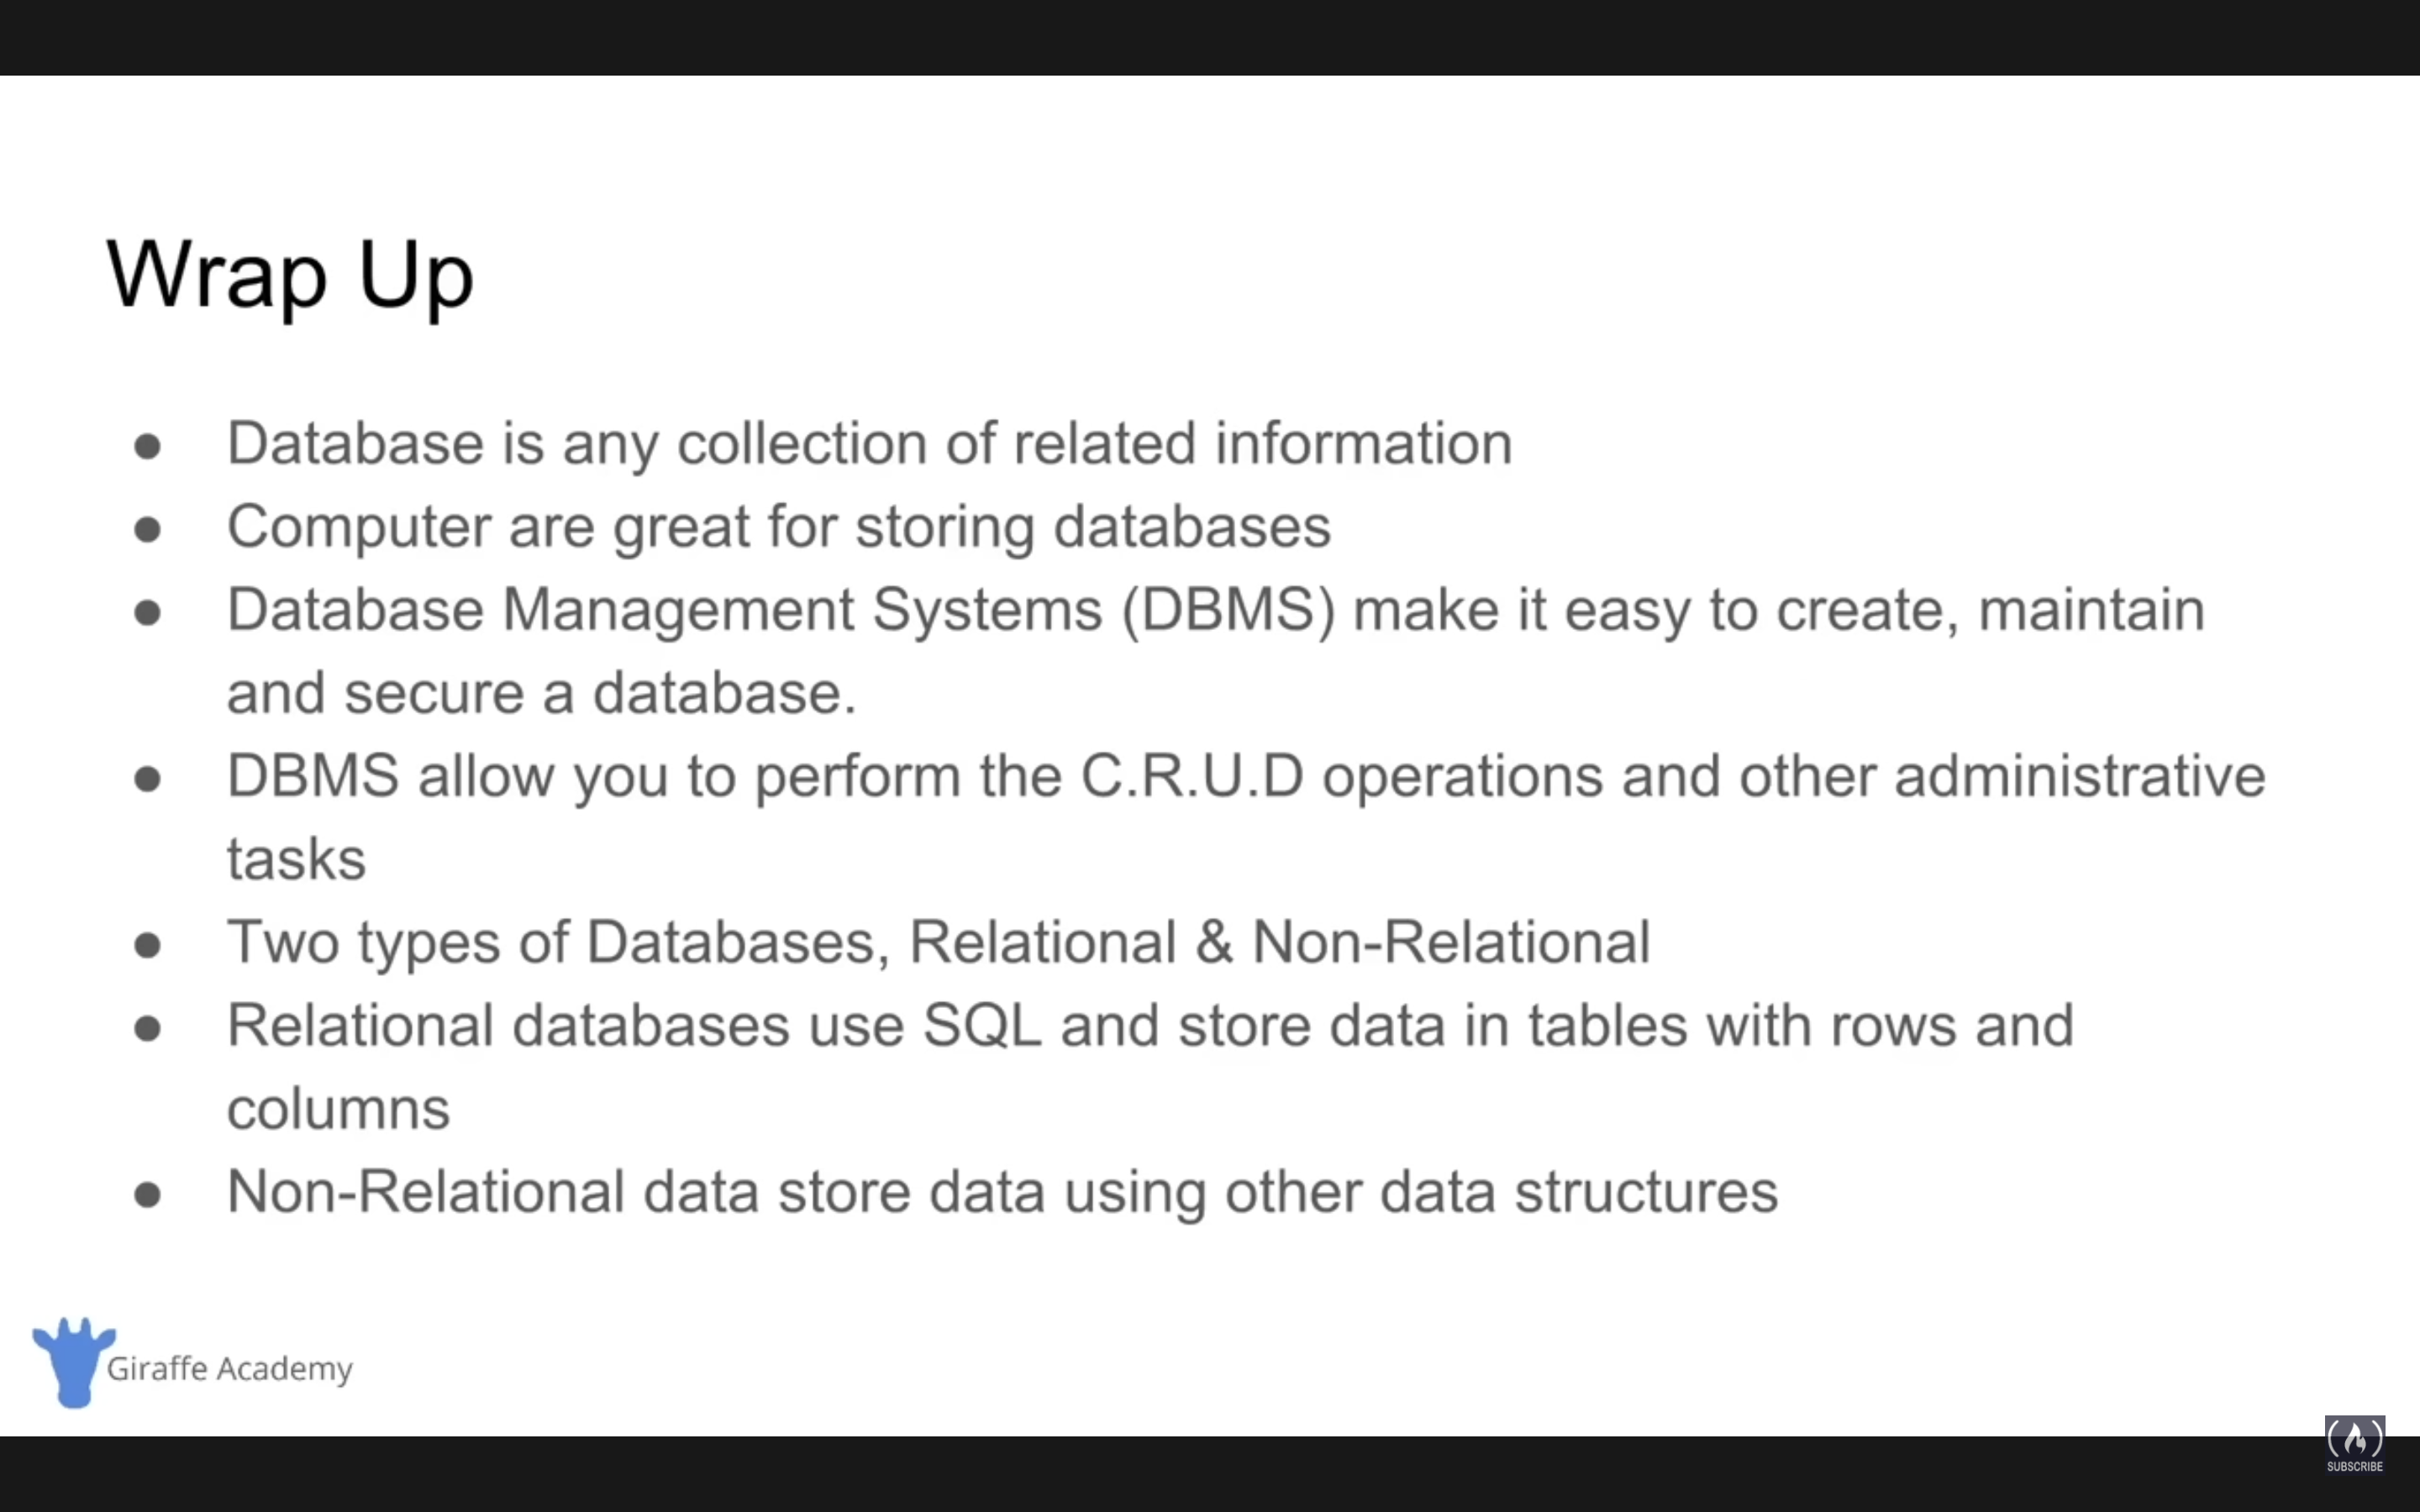 Wrap Up
● Database is any collection of related information
● Computer are great for storing databases
● Database Management Systems (DBMS) make it easy to create, maintain
and secure a database.
● DBMS allow you to perform the C.R.U.D operations and other administrative
tasks
● Two types of Databases, Relational & Non-Relational
● Relational databases use SQL and store data in tables with rows and
columns
● Non-Relational data store data using other data structures
Giraffe Academy
SUBSCRIBE